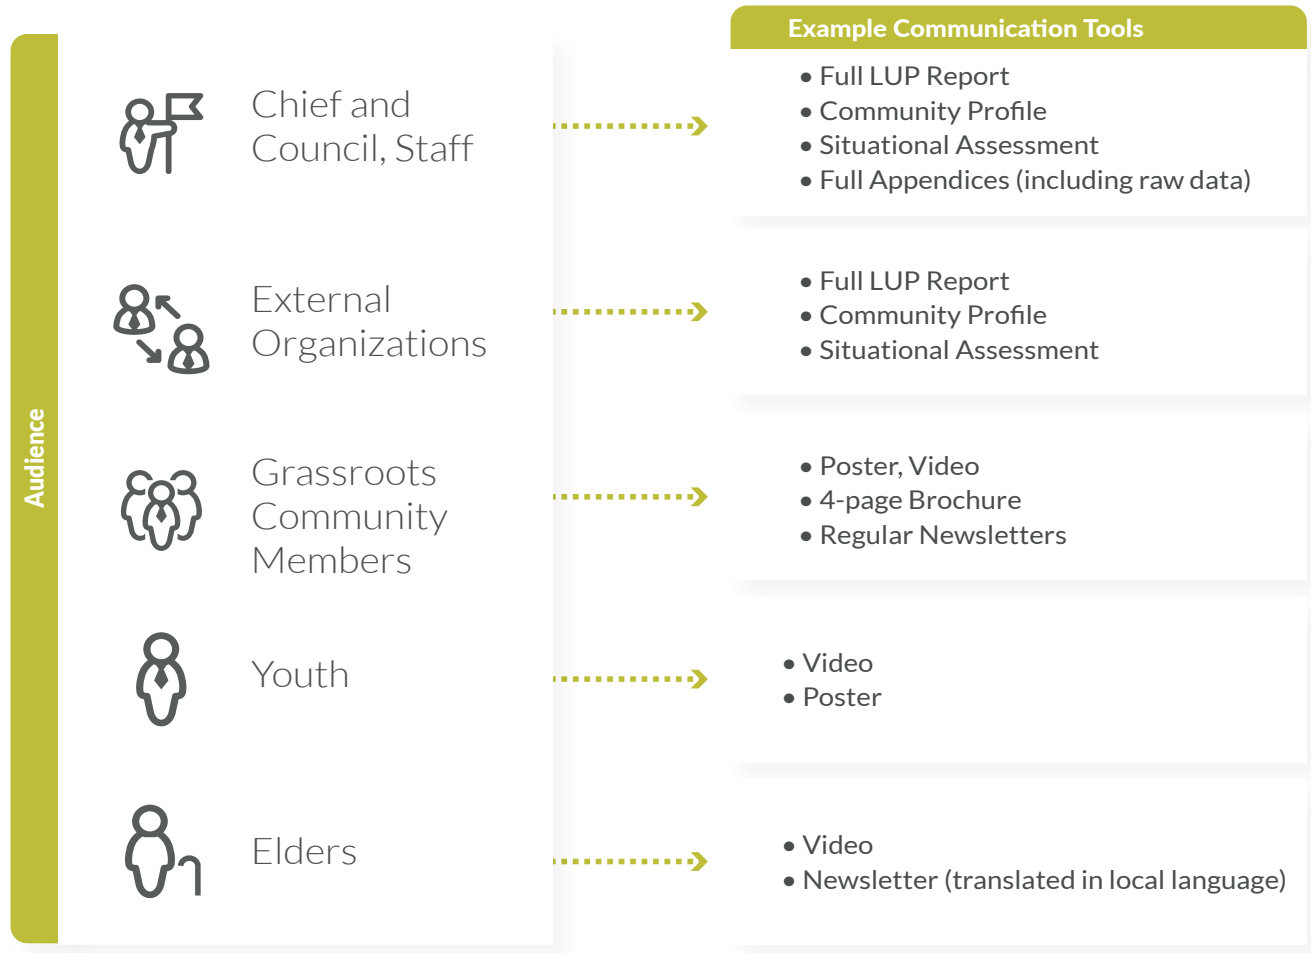 Example Communication Tools
Audience
Chief and
Council, Staff
• Full LUP Report
• Community Profile
• Situational Assessment
• Full Appendices (including raw data)
External
Organizations
• Full LUP Report
• Community Profile
• Situational Assessment
Grassroots
Community
Members
• Poster, Video
• 4-page Brochure
• Regular Newsletters
Youth
• Video
• Poster
Elders
• Video
• Newsletter (translated in local language)